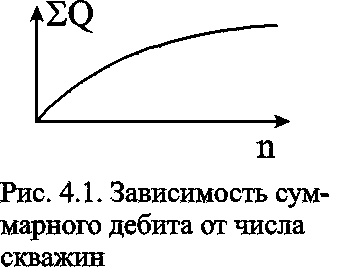 ΣQ
n
Рис. 4.1. Зависимость сум-
марного дебита от числа
скважин